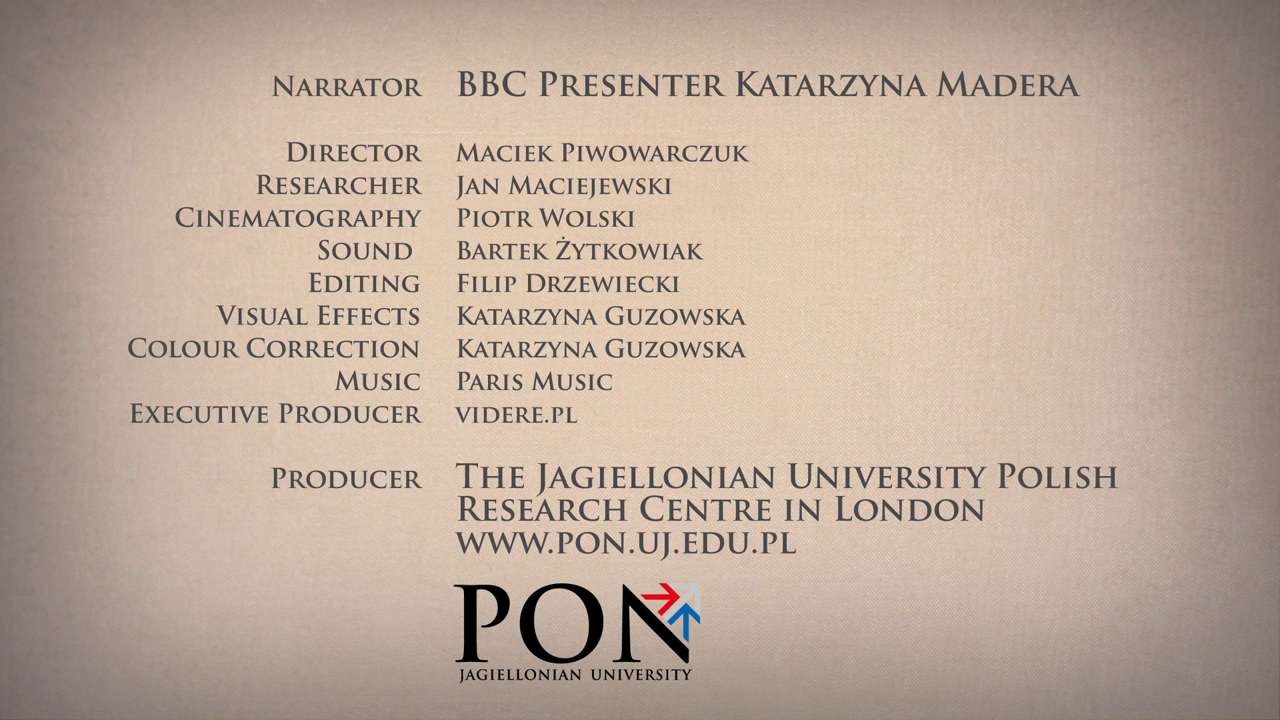 Narrator BBC Presenter Katarzyna Madera
Director Maciek Piwowarczuk
Researcher Jan Maciejewski
Cinematography Piotr Wolski
Sound Bartek Żytkowiak
Editing Filip Drzewiecki
Visual Effects Katarzyna Guzowska
Colour Correction Katarzyna Guzowska
Music Paris Music
Executive Producer videre.pl
Producer The Jagiellonian University Polish
Research Centre in London
www.pon.uj.edu.pl
PON
JAGIELLONIAN UNIVERSITY